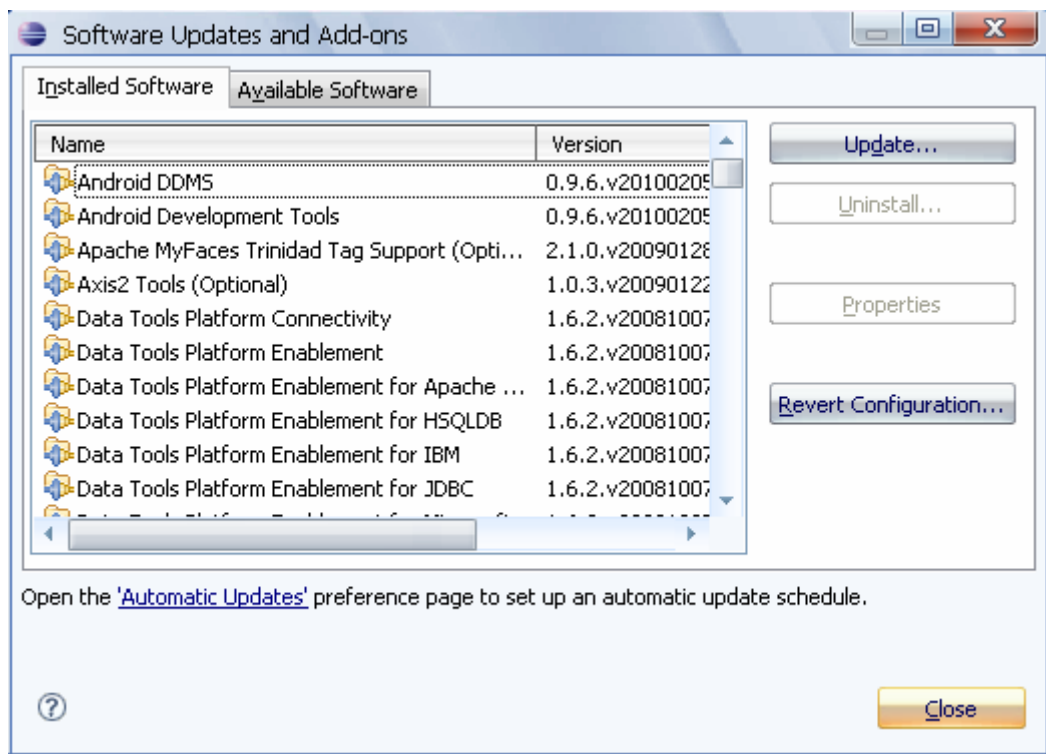 Software Updates and Add-ons
Installed Software Available Software
Name Version
Android DDMS 0.9.6.v20100205
Android Development Tools 0.9.6.v20100205
Apache MyFaces Trinidad Tag Support (Opti... 2.1.0.v20090128
Axis2 Tools (Optional) 1.0.3.v20090122
Data Tools Platform Connectivity 1.6.2.v20081007
Data Tools Platform Enablement 1.6.2.v20081007
Data Tools Platform Enablement for Apache ... 1.6.2.v20081007
Data Tools Platform Enablement for HSQLDB 1.6.2.v20081007
Data Tools Platform Enablement for IBM 1.6.2.v20081007
Data Tools Platform Enablement for JDBC 1.6.2.v20081007
Update...
Uninstall...
Properties
Revert Configuration...
Open the 'Automatic Updates' preference page to set up an automatic update schedule.
?
Close